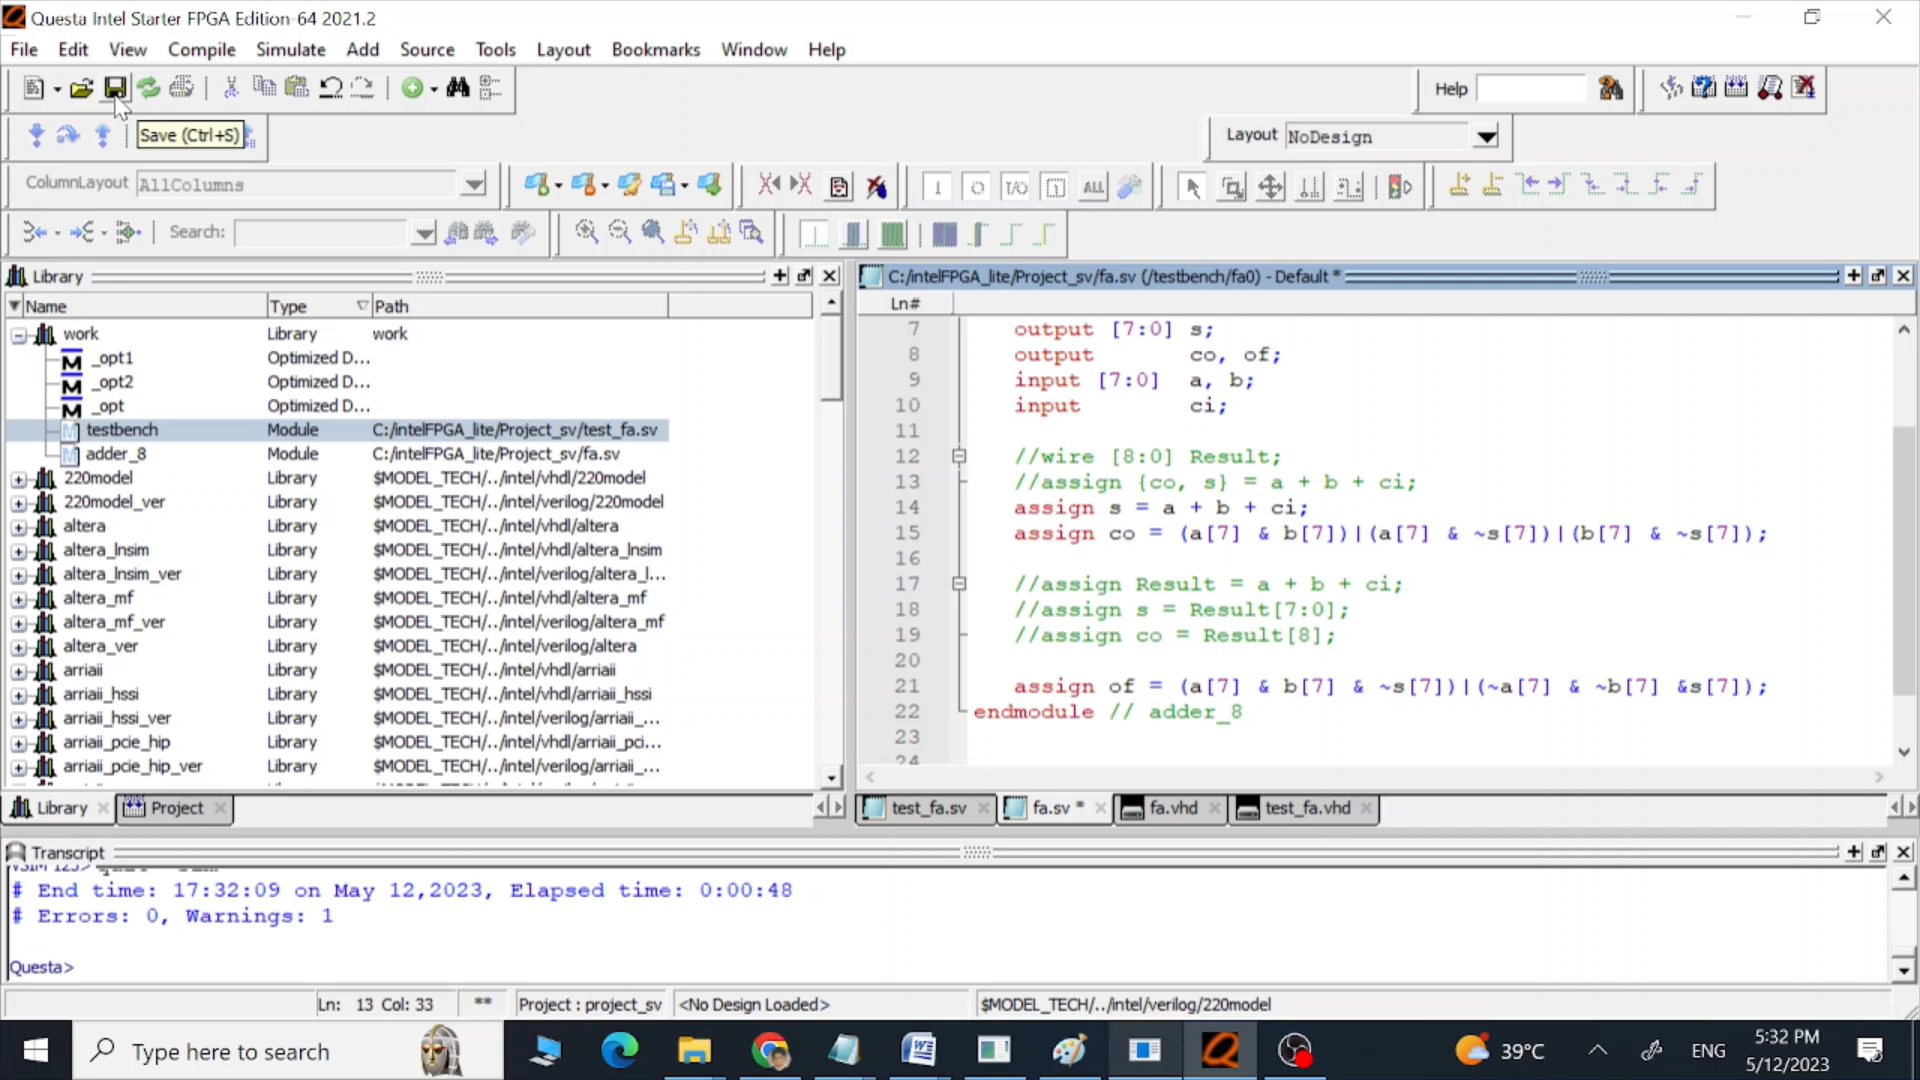 Questa Intel Starter FPGA Edition-64 2021.2
File Edit View Compile Simulate Add Source Tools Layout Bookmarks Window Help
Help
Save (Ctrl+S)
Layout NoDesign
ColumnLayout AllColumns
I/O ALL
Search:
Library
Name Type Path
work Library work
_opt1 Optimized D...
_opt2 Optimized D...
_opt Optimized D...
testbench Module C:/intelFPGA_lite/Project_sv/test_fa.sv
adder_8 Module C:/intelFPGA_lite/Project_sv/fa.sv
220model Library $MODEL_TECH/../intel/vhdl/220model
220model_ver Library $MODEL_TECH/../intel/verilog/220model
altera Library $MODEL_TECH/../intel/vhdl/altera
altera_lnsim Library $MODEL_TECH/../intel/vhdl/altera_lnsim
altera_lnsim_ver Library $MODEL_TECH/../intel/verilog/altera_l...
altera_mf Library $MODEL_TECH/../intel/vhdl/altera_mf
altera_mf_ver Library $MODEL_TECH/../intel/verilog/altera_mf
altera_ver Library $MODEL_TECH/../intel/verilog/altera
arriaii Library $MODEL_TECH/../intel/vhdl/arriaii
arriaii_hssi Library $MODEL_TECH/../intel/vhdl/arriaii_hssi
arriaii_hssi_ver Library $MODEL_TECH/../intel/verilog/arriaii_...
arriaii_pcie_hip Library $MODEL_TECH/../intel/vhdl/arriaii_pci...
arriaii_pcie_hip_ver Library $MODEL_TECH/../intel/verilog/arriaii_...
Library Project
C:/intelFPGA_lite/Project_sv/fa.sv (/testbench/fa0) - Default *
Ln#
7 output [7:0] s;
8 output co, of;
9 input [7:0] a, b;
10 input ci;
11
12 //wire [8:0] Result;
13 //assign {co, s} = a + b + ci;
14 assign s = a + b + ci;
15 assign co = (a[7] & b[7])|(a[7] & ~s[7])|(b[7] & ~s[7]);
16
17 //assign Result = a + b + ci;
18 //assign s = Result[7:0];
19 //assign co = Result[8];
20
21 assign of = (a[7] & b[7] & ~s[7])|(~a[7] & ~b[7] &s[7]);
22 endmodule // adder_8
23
24
test_fa.sv fa.sv * fa.vhd test_fa.vhd
Transcript
# End time: 17:32:09 on May 12,2023, Elapsed time: 0:00:48
# Errors: 0, Warnings: 1
Questa>
Ln: 13 Col: 33 ** Project : project_sv <No Design Loaded> $MODEL_TECH/../intel/verilog/220model
Type here to search
39°C ENG 5:32 PM
5/12/2023